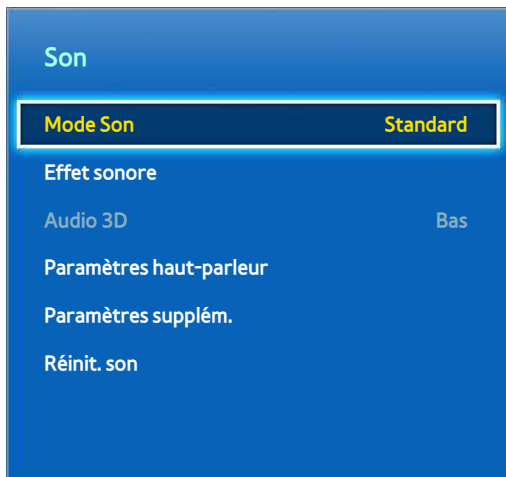 Son
Mode Son Standard
Effet sonore
Audio 3D Bas
Paramètres haut-parleur
Paramètres supplém.
Réinit. son